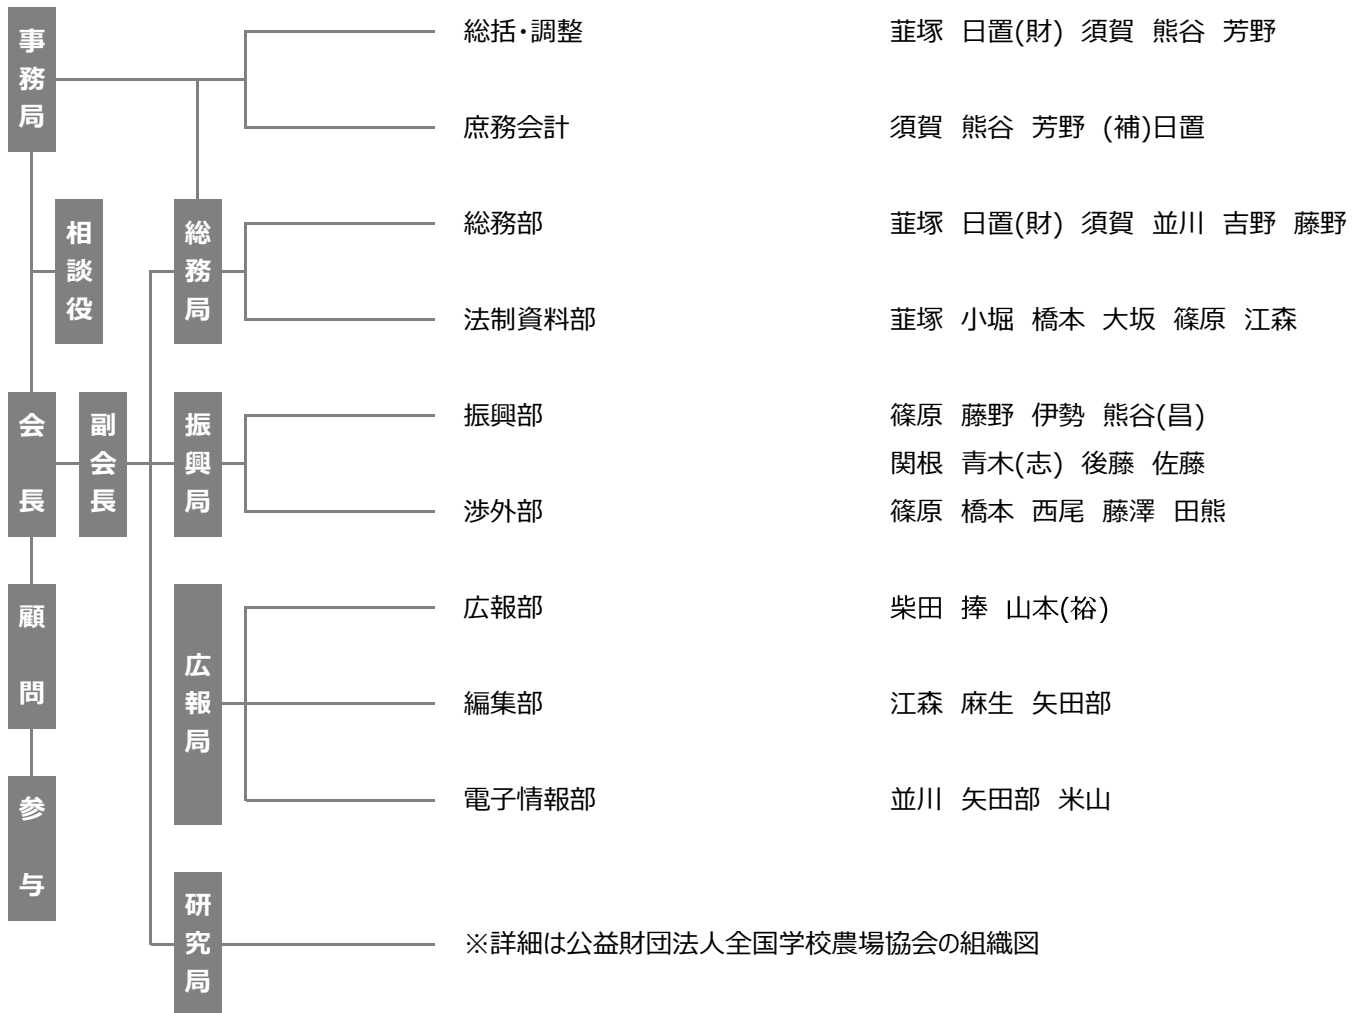 事務局
総括・調整 韮塚 日置(財) 須賀 熊谷 芳野
庶務会計 須賀 熊谷 芳野 (補)日置
相談役
総務局
総務部 韮塚 日置(財) 須賀 並川 吉野 藤野
法制資料部 韮塚 小堀 橋本 大坂 篠原 江森
会長
副会長
振興局
振興部 篠原 藤野 伊勢 熊谷(昌)
関根 青木(志) 後藤 佐藤
渉外部 篠原 橋本 西尾 藤澤 田熊
顧問
広報局
広報部 柴田 捧 山本(裕)
編集部 江森 麻生 矢田部
電子情報部 並川 矢田部 米山
参与
研究局
※詳細は公益財団法人全国学校農場協会の組織図